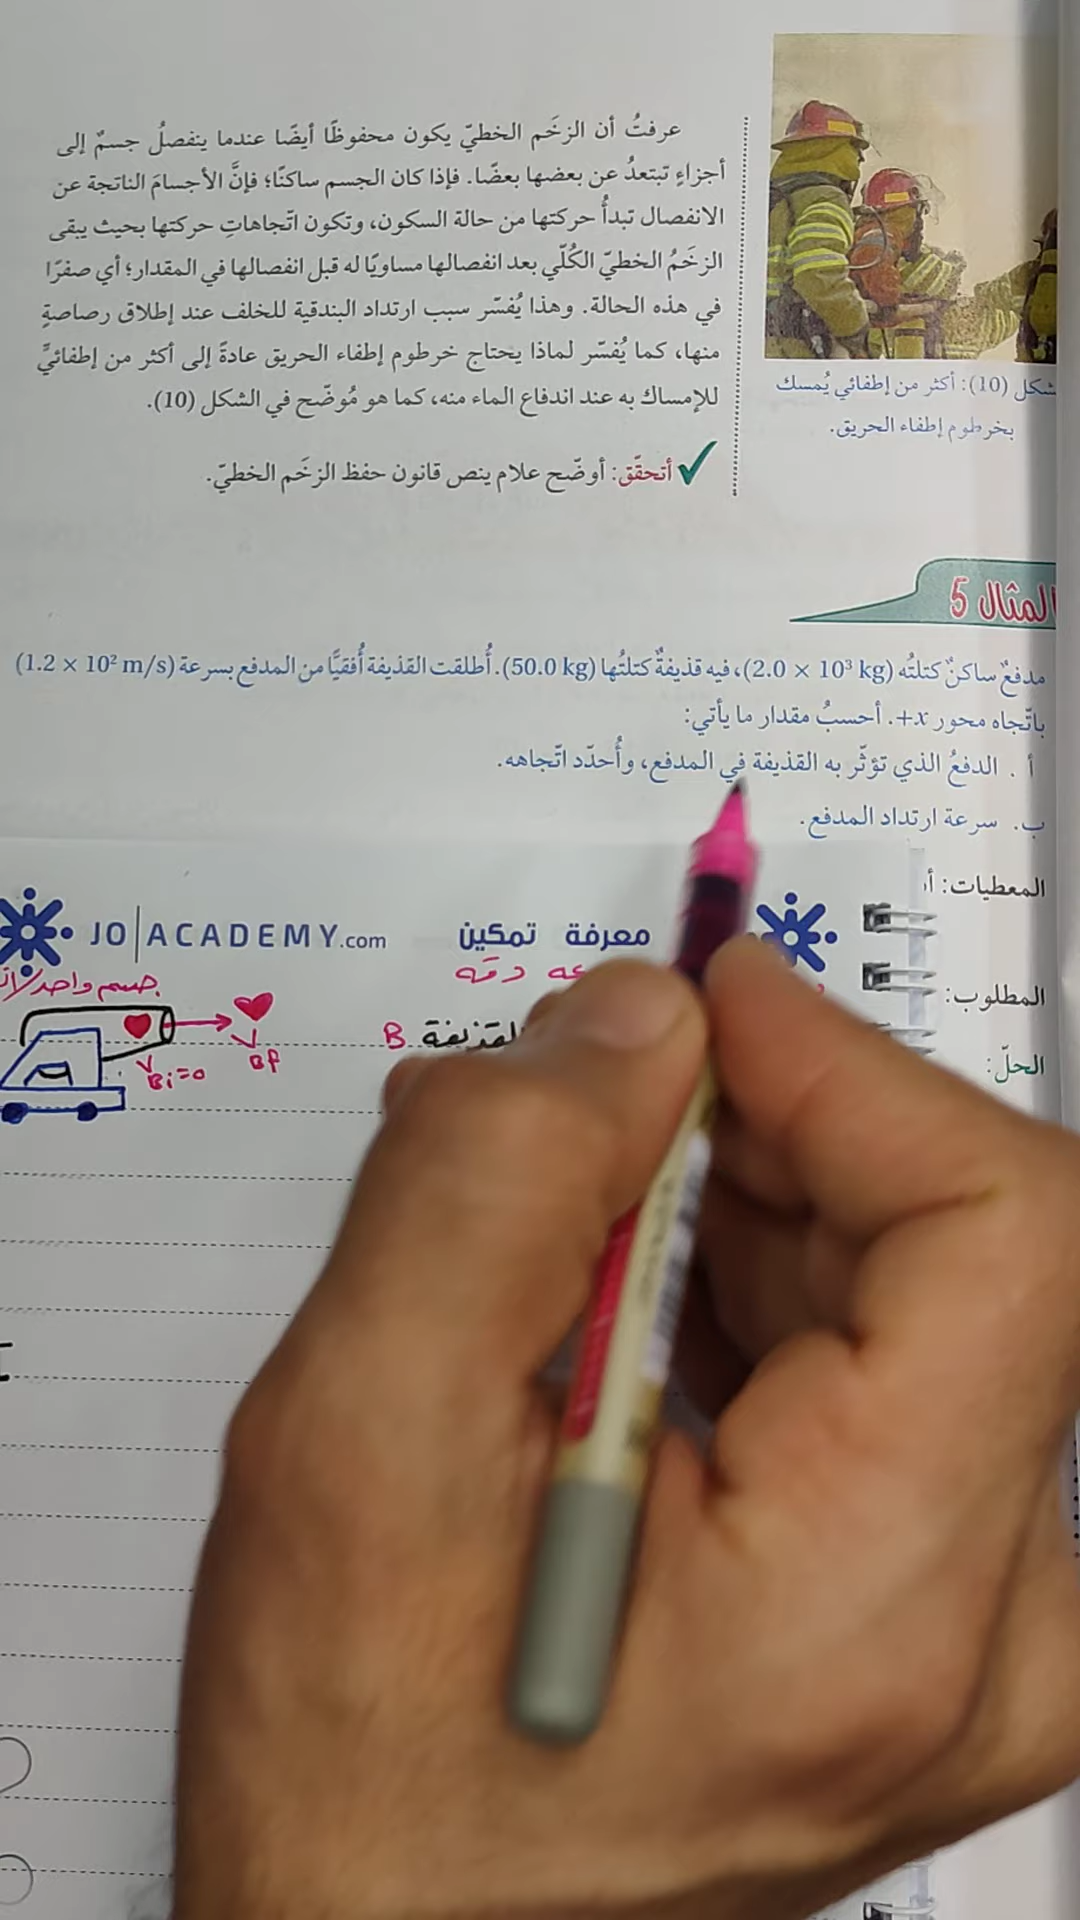 عرفتُ أن الزخَم الخطيّ يكون محفوظًا أيضًا عندما ينفصلُ جسمٌ إلى
أجزاءٍ تبتعدُ عن بعضها بعضًا. فإذا كان الجسم ساكنًا؛ فإنَّ الأجسامَ الناتجة عن
الانفصال تبدأُ حركتها من حالة السكون، وتكون اتّجاهاتِ حركتها بحيث يبقى
الزخَمُ الخطيّ الكُلّي بعد انفصالها مساويًا له قبل انفصالها في المقدار؛ أي صفرًا
في هذه الحالة. وهذا يُفسّر سبب ارتداد البندقية للخلف عند إطلاق رصاصةٍ
منها، كما يُفسّر لماذا يحتاج خرطوم إطفاء الحريق عادةً إلى أكثر من إطفائيٍّ
للإمساك به عند اندفاع الماء منه، كما هو مُوضّح في الشكل (10).
شكل (10): أكثر من إطفائي يُمسك
بخرطوم إطفاء الحريق.
أتحقّق: أوضّح علام ينص قانون حفظ الزخَم الخطيّ.
المثال 5
مدفعٌ ساكنٌ كتلتُه (2.0 × 10³ kg)، فيه قذيفةٌ كتلتُها (50.0 kg). أُطلقت القذيفة أُفقيًّا من المدفع بسرعة (1.2 × 10² m/s)
باتّجاه محور x+. أحسبُ مقدار ما يأتي:
أ . الدفعُ الذي تؤثّر به القذيفة في المدفع، وأُحدّد اتّجاهه.
ب. سرعة ارتداد المدفع.
المعطيات:
المطلوب:
الحلّ:
JO|ACADEMY.com
معرفة تمكين
جسم واحد
القذيفة B
V Bf
V Bi=0